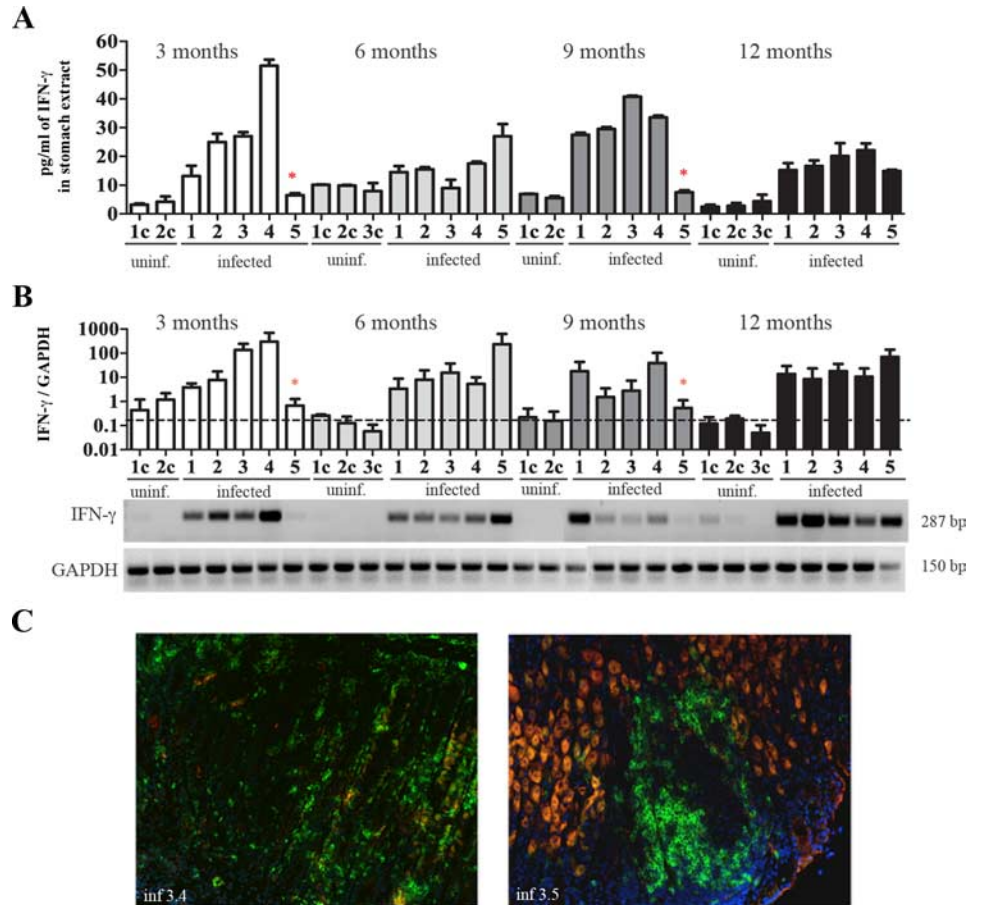 A
3 months 6 months 9 months 12 months
pg/ml of IFN-γ
in stomach extract
60
50
40
30
20
10
0
1c 2c 1 2 3 4 5 1c 2c 3c 1 2 3 4 5 1c 2c 1 2 3 4 5 1c 2c 3c 1 2 3 4 5
* *
uninf. infected uninf. infected uninf. infected uninf. infected
B
3 months 6 months 9 months 12 months
IFN-γ / GAPDH
1000
100
10
1
0.1
0.01
* *
1c 2c 1 2 3 4 5 1c 2c 3c 1 2 3 4 5 1c 2c 1 2 3 4 5 1c 2c 3c 1 2 3 4 5
uninf. infected uninf. infected uninf. infected uninf. infected
IFN-γ 287 bp
GAPDH 150 bp
C
inf 3.4 inf 3.5